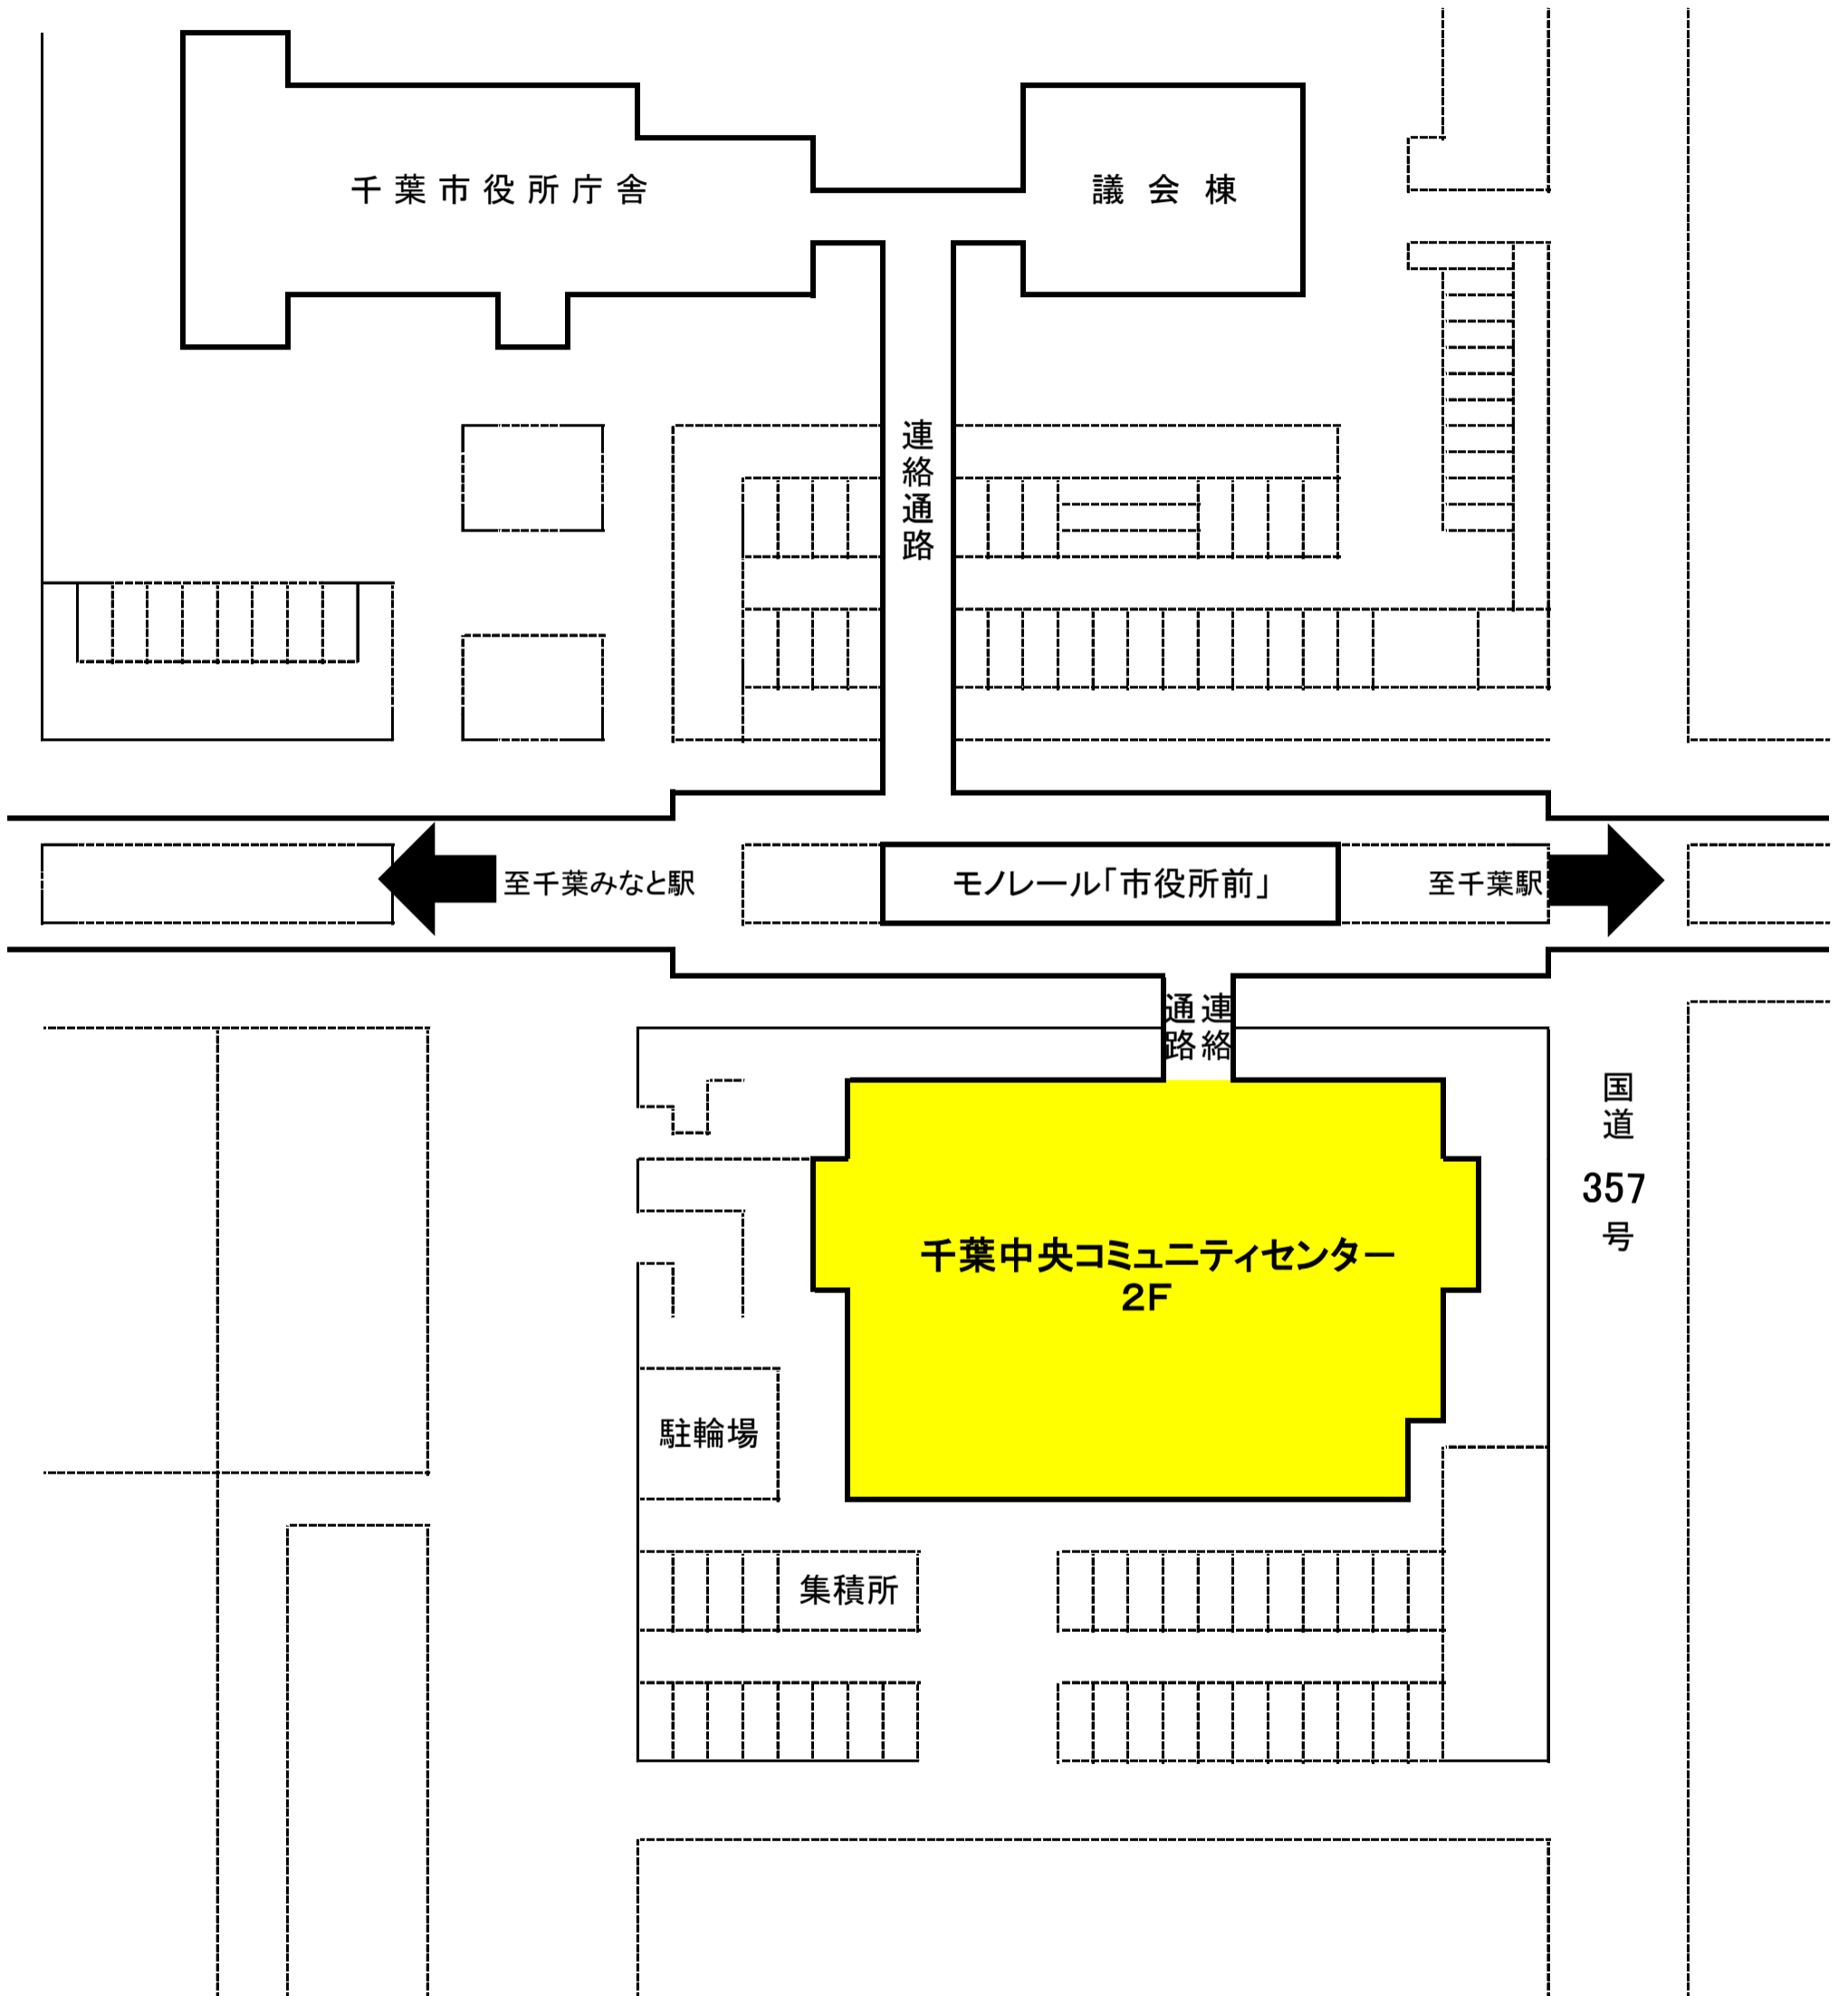 千葉市役所庁舎
議会棟
連絡通路
至千葉みなと駅
モノレール「市役所前」
至千葉駅
連絡
通路
国道
357
号
千葉中央コミュニティセンター
２Ｆ
駐輪場
集積所